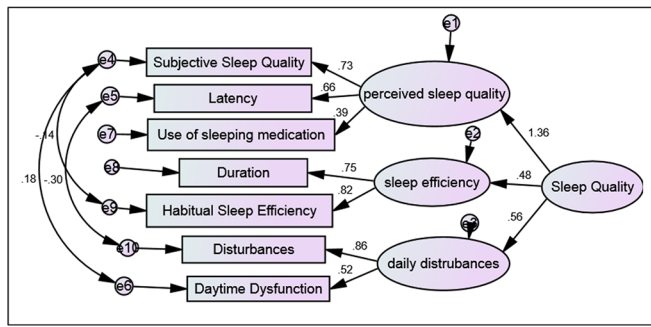 e1
e4
Subjective Sleep Quality
.73
e5
Latency
.66
perceived sleep quality
e7
Use of sleeping medication
.39
-.14
e2
1.36
e8
Duration
.75
sleep efficiency
.48
Sleep Quality
.18
-.30
.82
e9
Habitual Sleep Efficiency
.56
e3
e10
Disturbances
.86
daily distrubances
e6
Daytime Dysfunction
.52